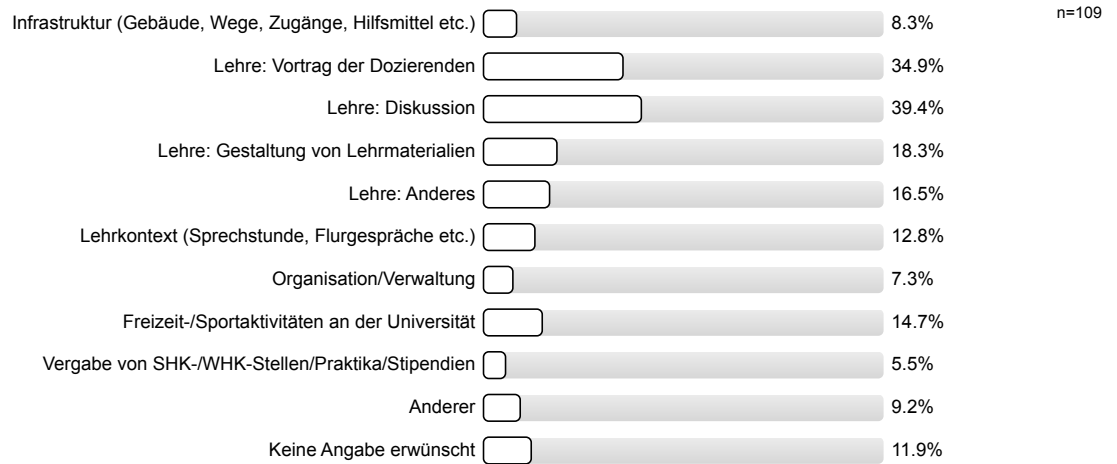 n=109
Infrastruktur (Gebäude, Wege, Zugänge, Hilfsmittel etc.) 8.3%
Lehre: Vortrag der Dozierenden 34.9%
Lehre: Diskussion 39.4%
Lehre: Gestaltung von Lehrmaterialien 18.3%
Lehre: Anderes 16.5%
Lehrkontext (Sprechstunde, Flurgespräche etc.) 12.8%
Organisation/Verwaltung 7.3%
Freizeit-/Sportaktivitäten an der Universität 14.7%
Vergabe von SHK-/WHK-Stellen/Praktika/Stipendien 5.5%
Anderer 9.2%
Keine Angabe erwünscht 11.9%